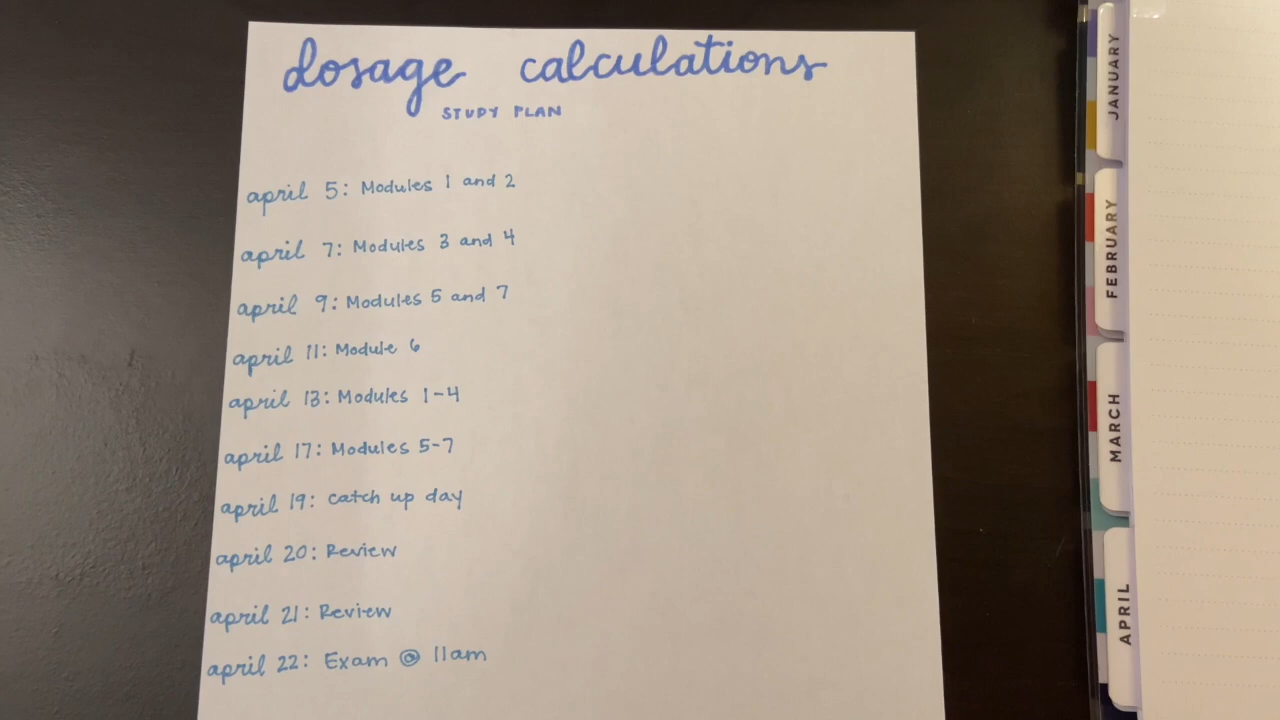 dosage calculations
STUDY PLAN
april 5: Modules 1 and 2
april 7: Modules 3 and 4
april 9: Modules 5 and 7
april 11: Module 6
april 13: Modules 1-4
april 17: Modules 5-7
april 19: catch up day
april 20: Review
april 21: Review
april 22: Exam @ 11am
JANUARY
FEBRUARY
MARCH
APRIL